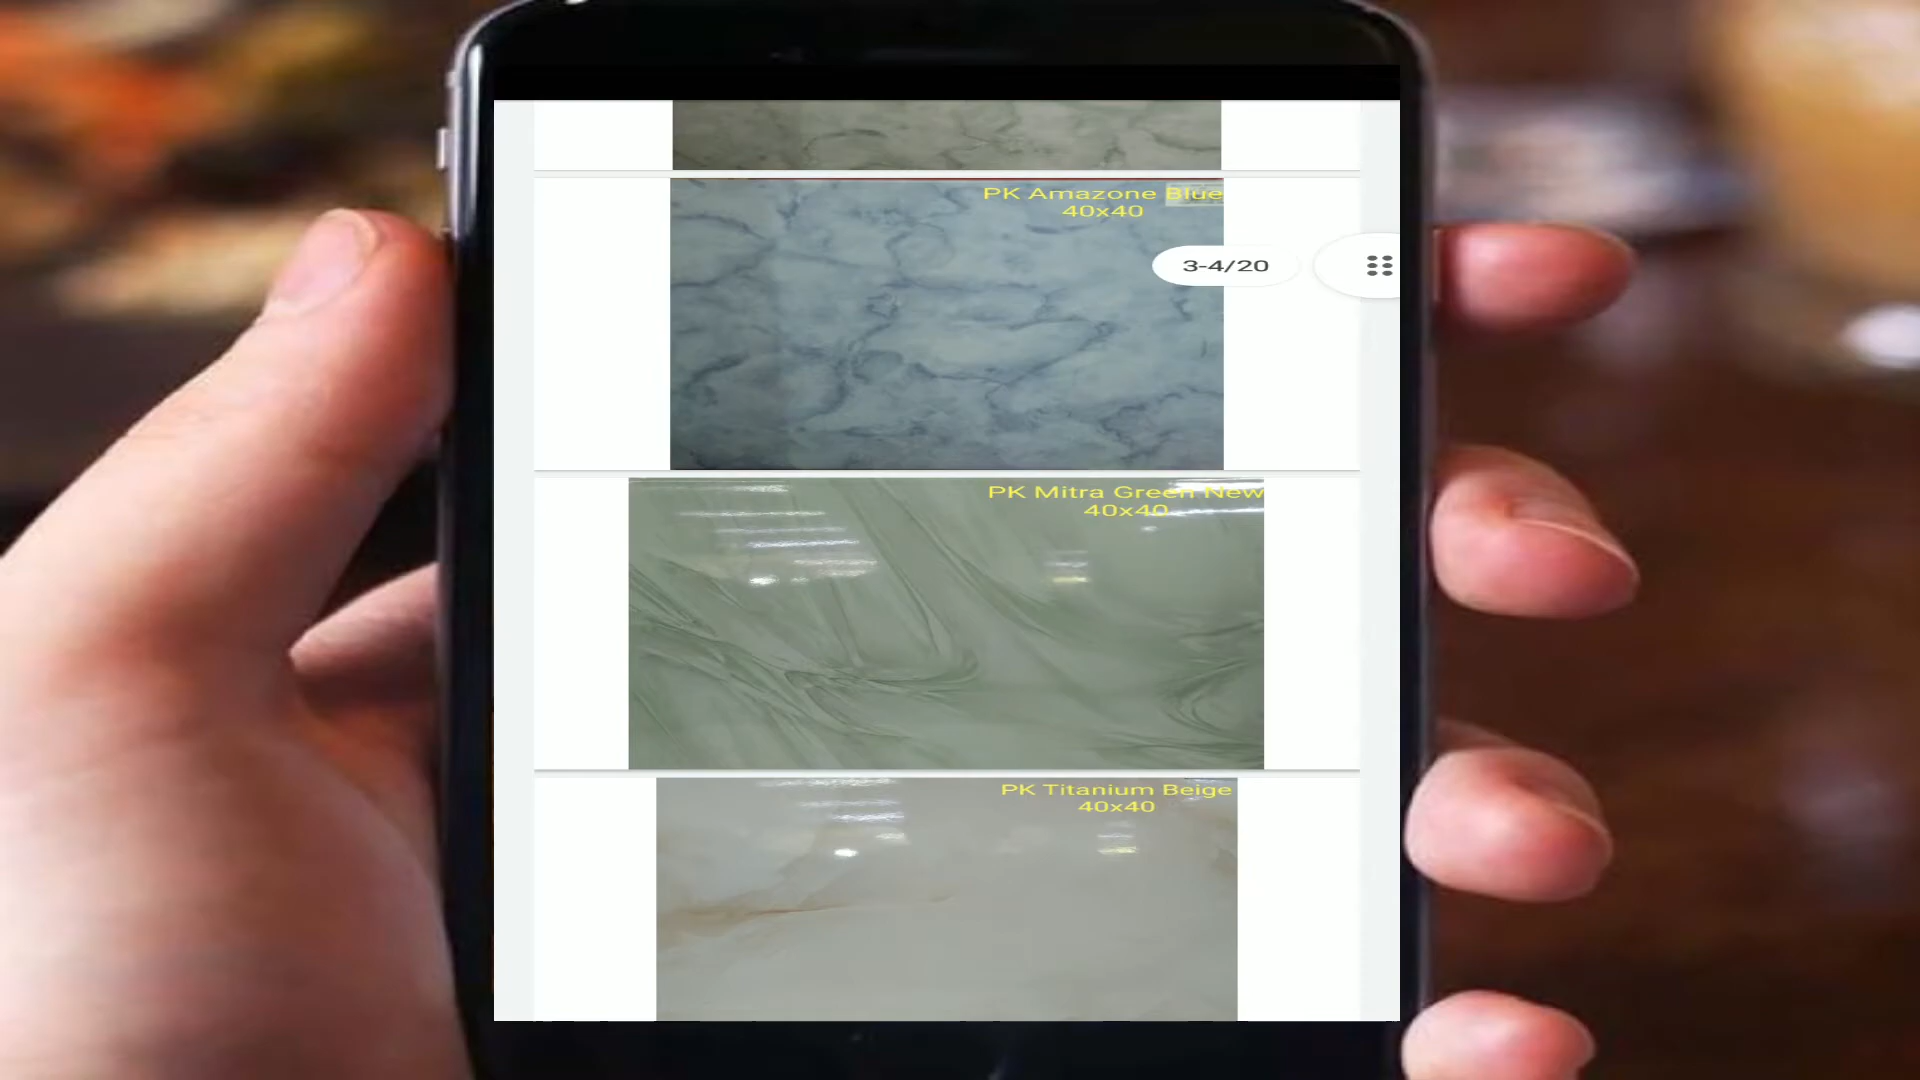 PK Amazone Blue
40x40
3-4/20
PK Mitra Green New
40x40
PK Titanium Beige
40x40